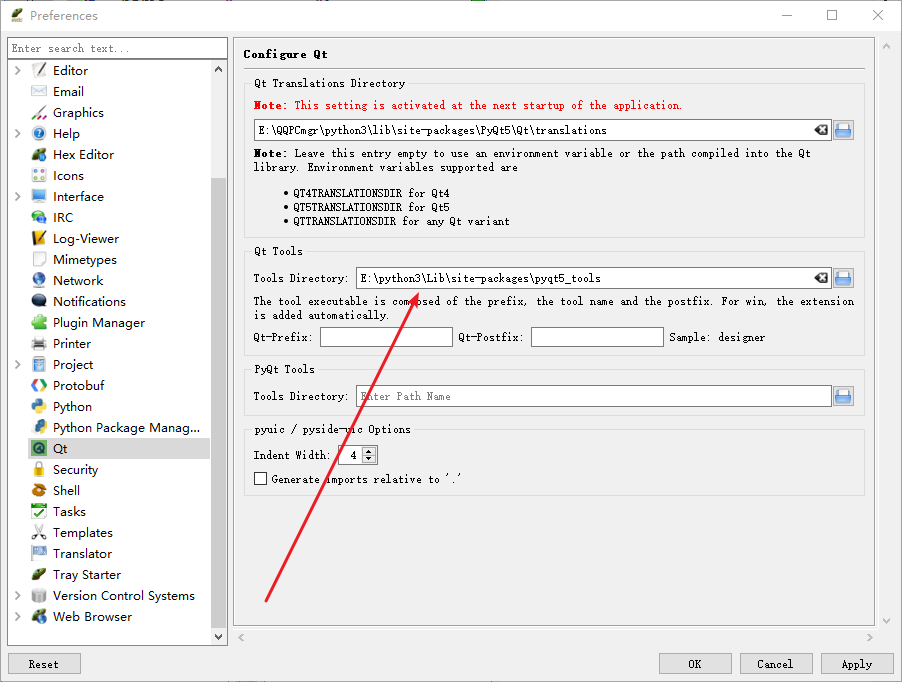 Preferences
Enter search text...
Editor
Email
Graphics
Help
Hex Editor
Icons
Interface
IRC
Log-Viewer
Mimetypes
Network
Notifications
Plugin Manager
Printer
Project
Protobuf
Python
Python Package Manag...
Qt
Security
Shell
Tasks
Templates
Translator
Tray Starter
Version Control Systems
Web Browser
Configure Qt
Qt Translations Directory
Note: This setting is activated at the next startup of the application.
E:\QQPCmgr\python3\lib\site-packages\PyQt5\Qt\translations
Note: Leave this entry empty to use an environment variable or the path compiled into the Qt
library. Environment variables supported are
• QT4TRANSLATIONSDIR for Qt4
• QT5TRANSLATIONSDIR for Qt5
• QTTRANSLATIONSDIR for any Qt variant
Qt Tools
Tools Directory: E:\python3\Lib\site-packages\pyqt5_tools
The tool executable is composed of the prefix, the tool name and the postfix. For win, the extension
is added automatically.
Qt-Prefix: Qt-Postfix: Sample: designer
PyQt Tools
Tools Directory: Enter Path Name
pyuic / pyside-uic Options
Indent Width: 4
Generate imports relative to '.'
Reset OK Cancel Apply